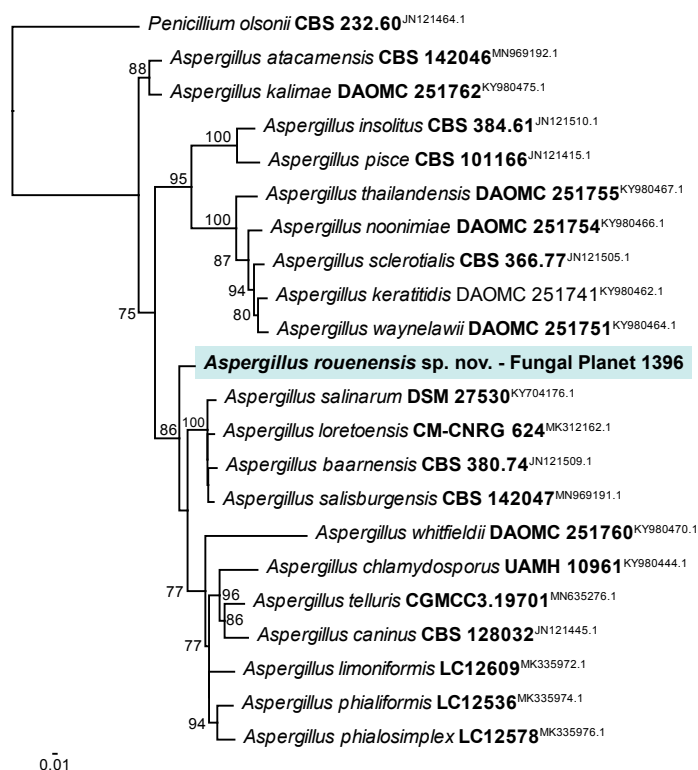 Penicillium olsonii CBS 232.60JN121464.1
Aspergillus atacamensis CBS 142046MN969192.1
88
Aspergillus kalimae DAOMC 251762KY980475.1
Aspergillus insolitus CBS 384.61JN121510.1
100
Aspergillus pisce CBS 101166JN121415.1
95
Aspergillus thailandensis DAOMC 251755KY980467.1
100
Aspergillus noonimiae DAOMC 251754KY980466.1
87
Aspergillus sclerotialis CBS 366.77JN121505.1
94
Aspergillus keratitidis DAOMC 251741KY980462.1
75
80
Aspergillus waynelawii DAOMC 251751KY980464.1
Aspergillus rouenensis sp. nov. - Fungal Planet 1396
Aspergillus salinarum DSM 27530KY704176.1
86
100
Aspergillus loretoensis CM-CNRG 624MK312162.1
Aspergillus baarnensis CBS 380.74JN121509.1
Aspergillus salisburgensis CBS 142047MN969191.1
Aspergillus whitfieldii DAOMC 251760KY980470.1
Aspergillus chlamydosporus UAMH 10961KY980444.1
77
96
Aspergillus telluris CGMCC3.19701MN635276.1
86
Aspergillus caninus CBS 128032JN121445.1
77
Aspergillus limoniformis LC12609MK335972.1
Aspergillus phialiformis LC12536MK335974.1
94
Aspergillus phialosimplex LC12578MK335976.1
0.01